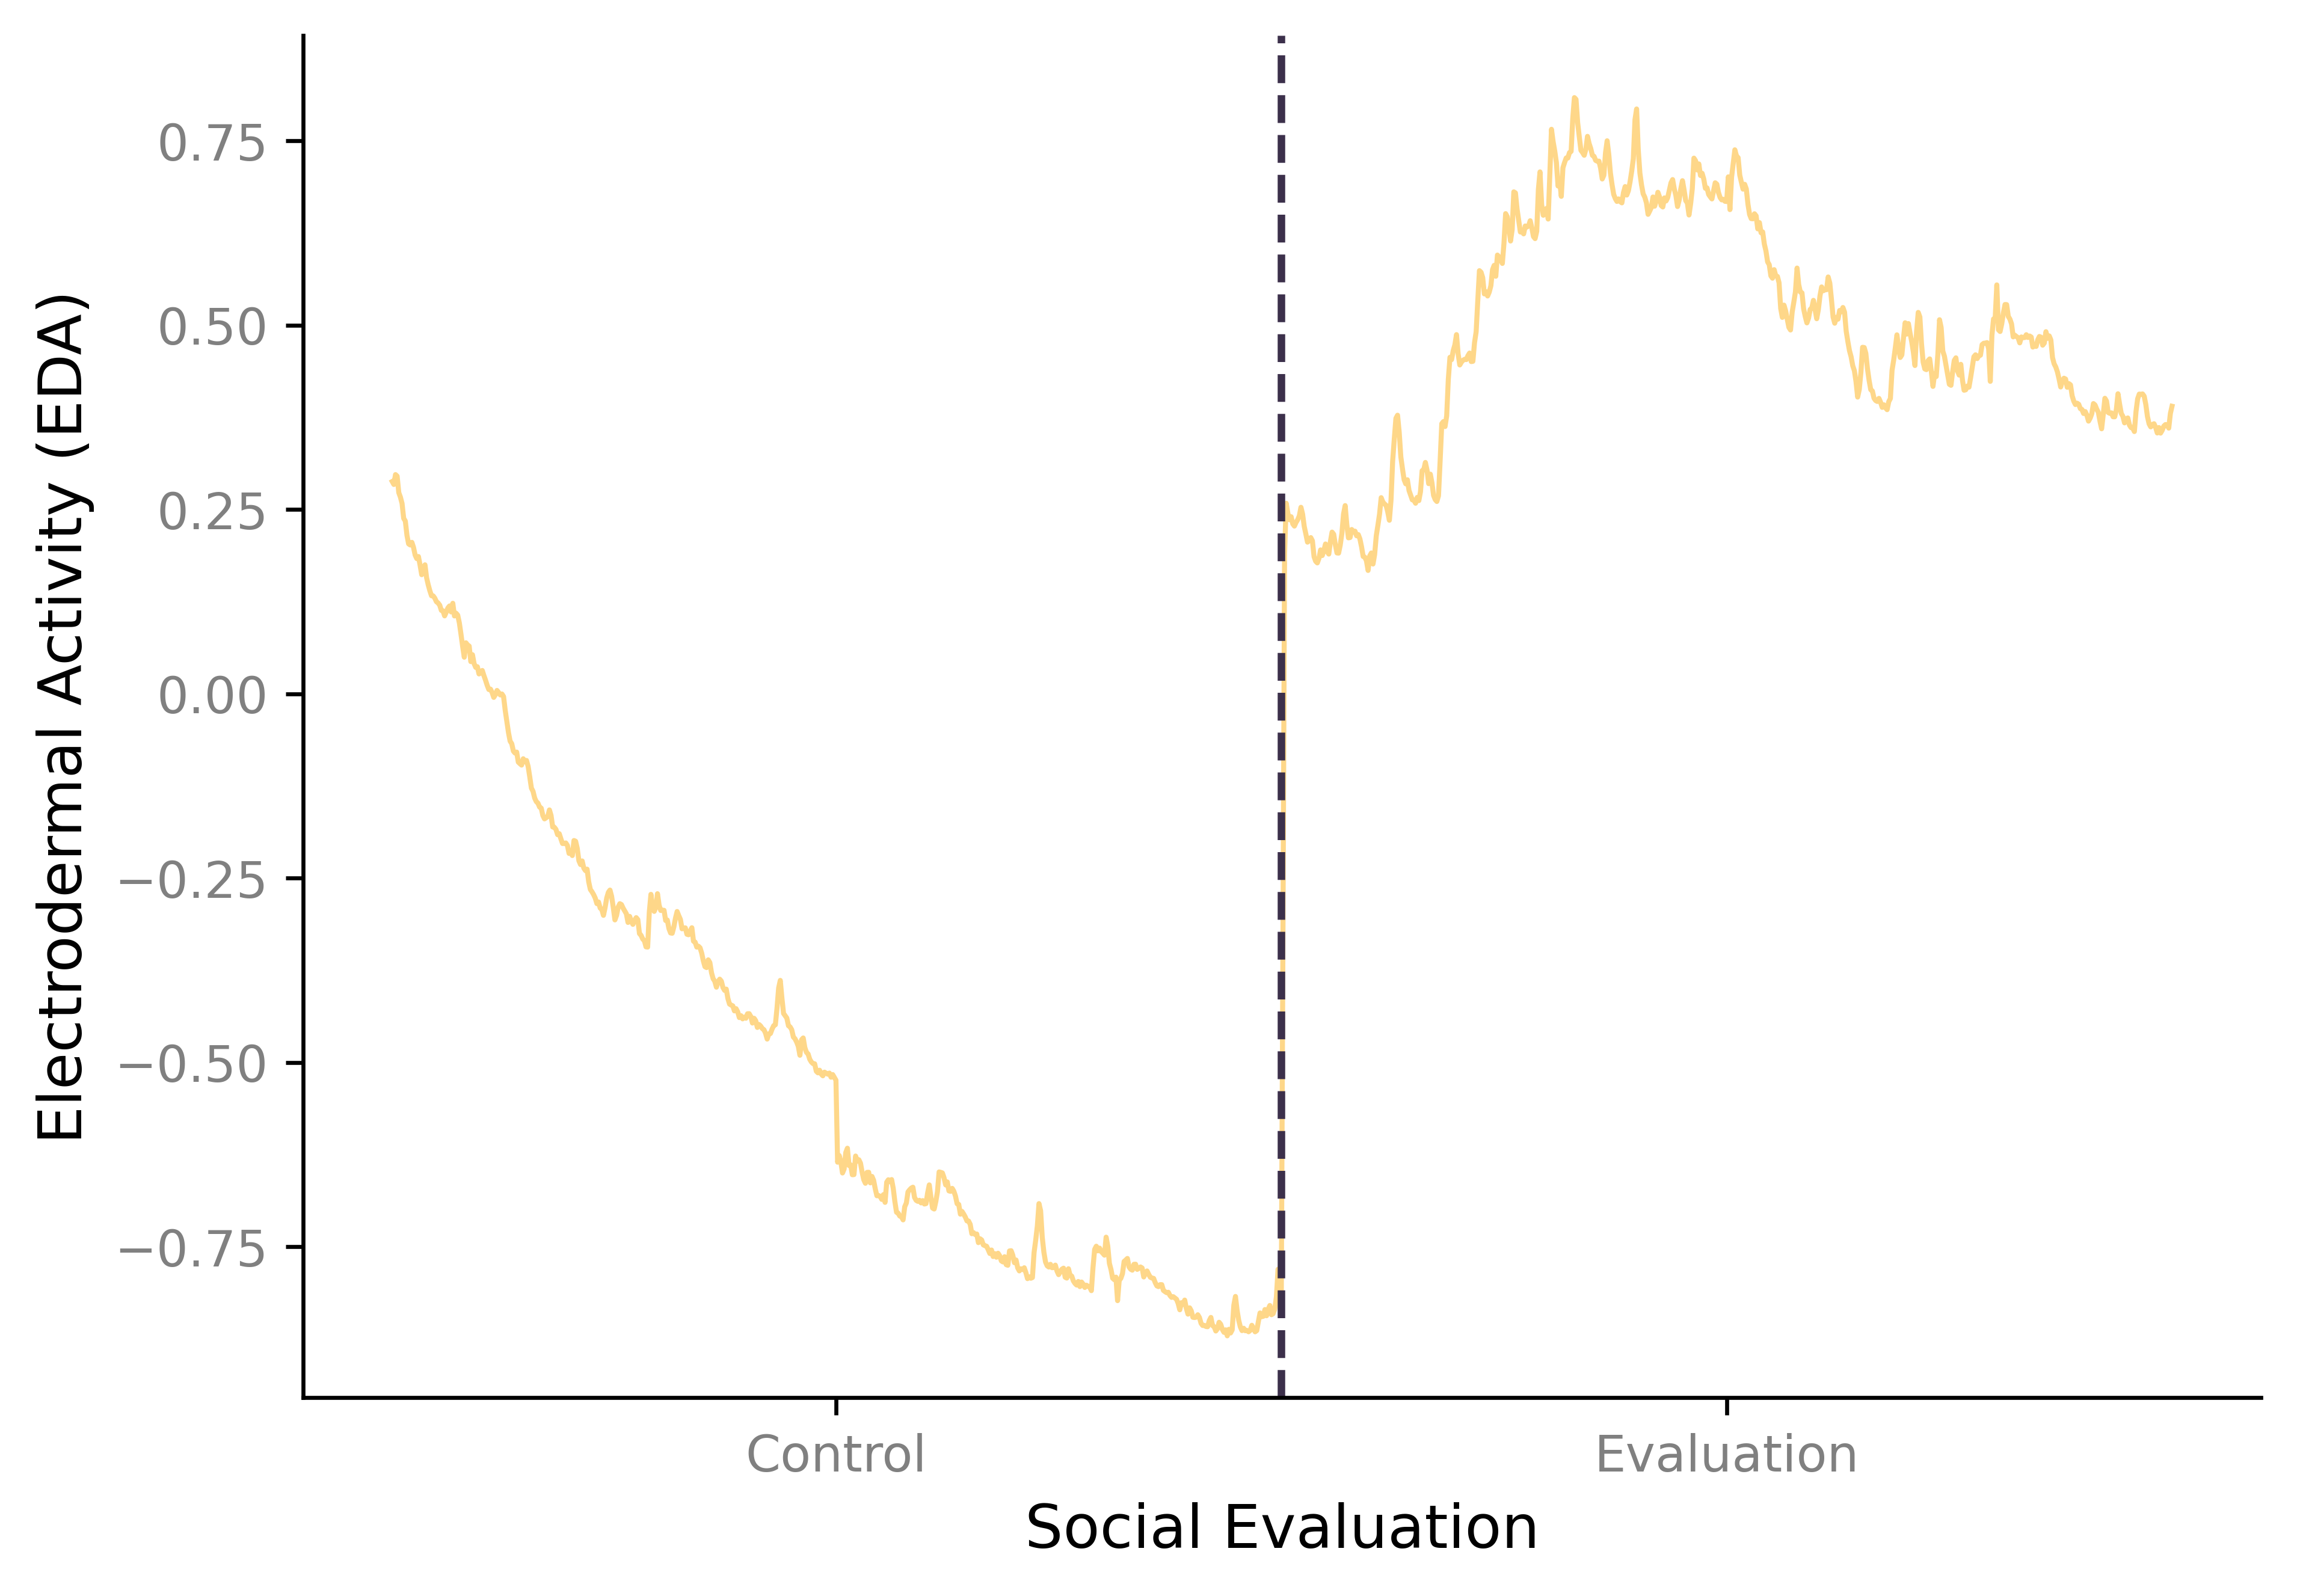 Electrodermal Activity (EDA)
0.75
0.50
0.25
0.00
−0.25
−0.50
−0.75
Control
Evaluation
Social Evaluation